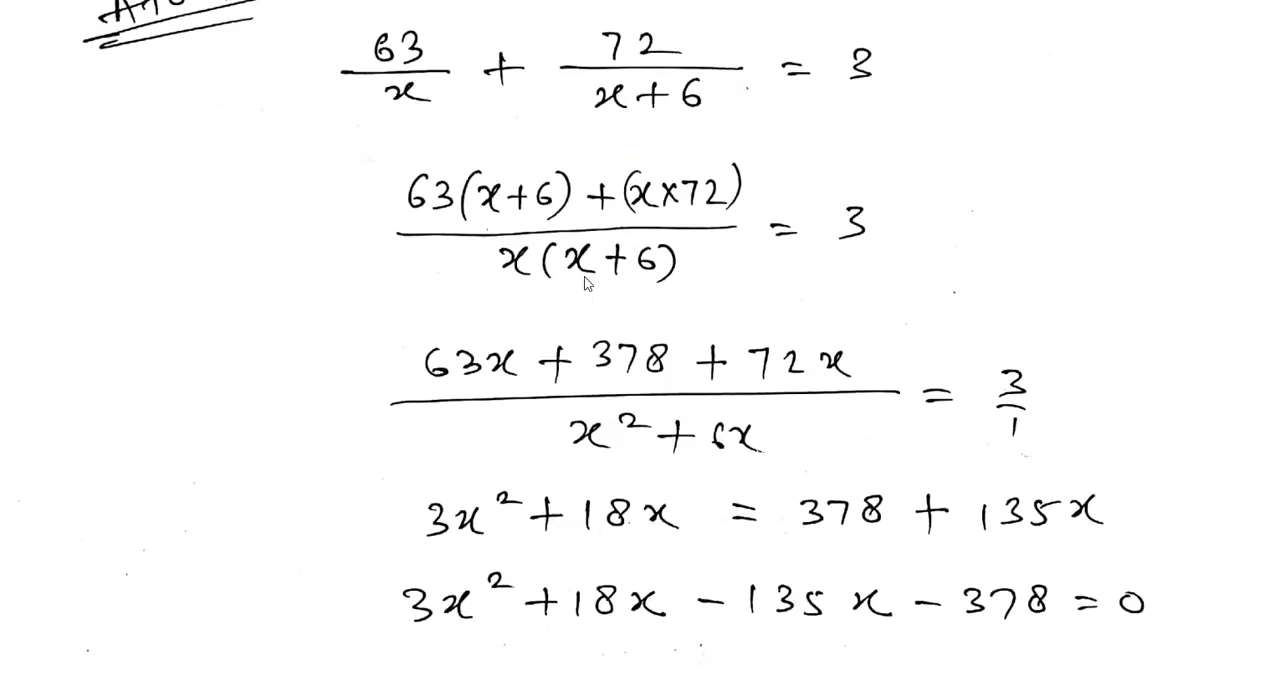 63/x + 72/(x+6) = 3
(63(x+6) + (x×72))/(x(x+6)) = 3
(63x + 378 + 72x)/(x² + 6x) = 3/1
3x² + 18x = 378 + 135x
3x² + 18x - 135x - 378 = 0